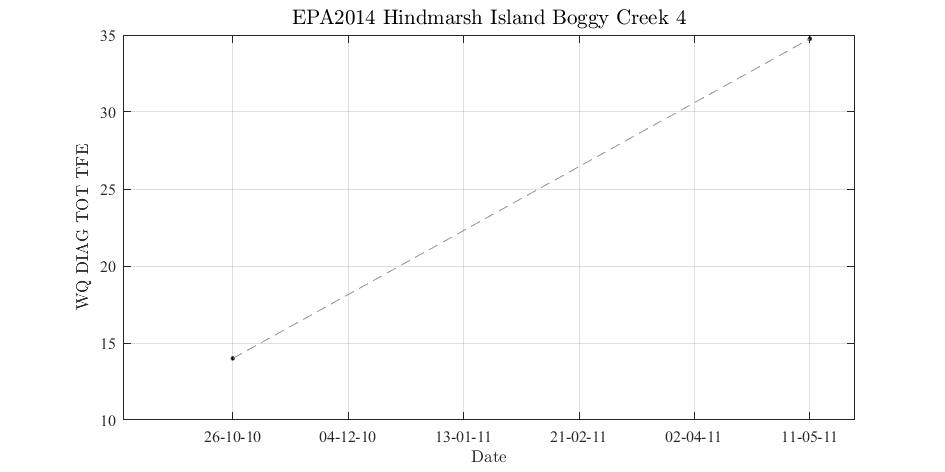 EPA2014 Hindmarsh Island Boggy Creek 4
35
30
25
20
15
10
WQ DIAG TOT TFE
26-10-10 04-12-10 13-01-11 21-02-11 02-04-11 11-05-11
Date